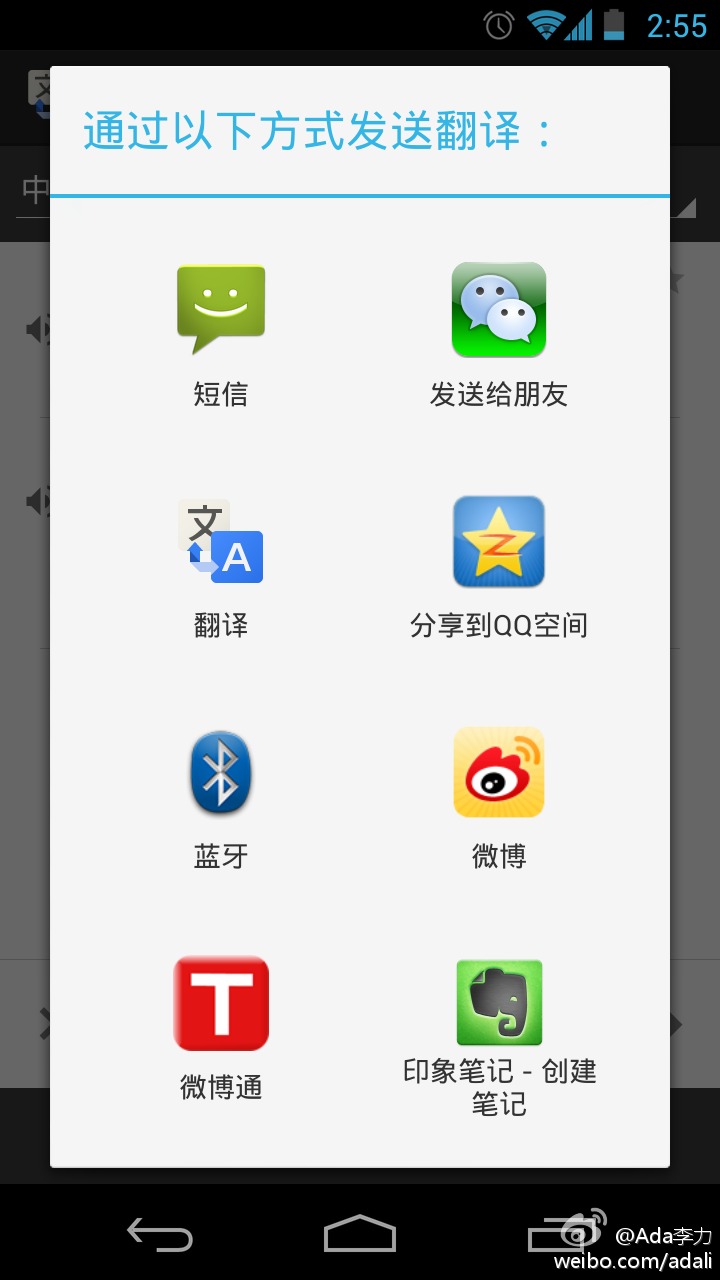 2:55
中
通过以下方式发送翻译：
短信
发送给朋友
文
A
翻译
Z
分享到QQ空间
蓝牙
微博
T
微博通
印象笔记 - 创建
笔记
@Ada李力
weibo.com/adali